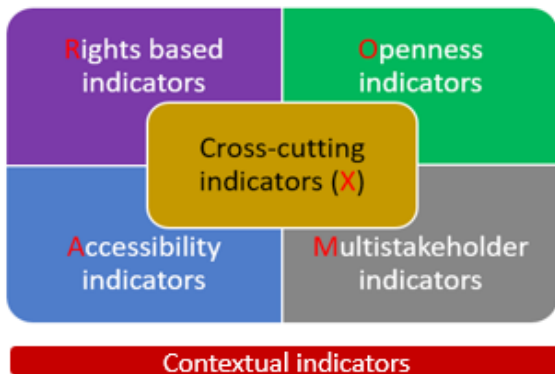 Rights based
indicators
Openness
indicators
Cross-cutting
indicators (X)
Accessibility
indicators
Multistakeholder
indicators
Contextual indicators